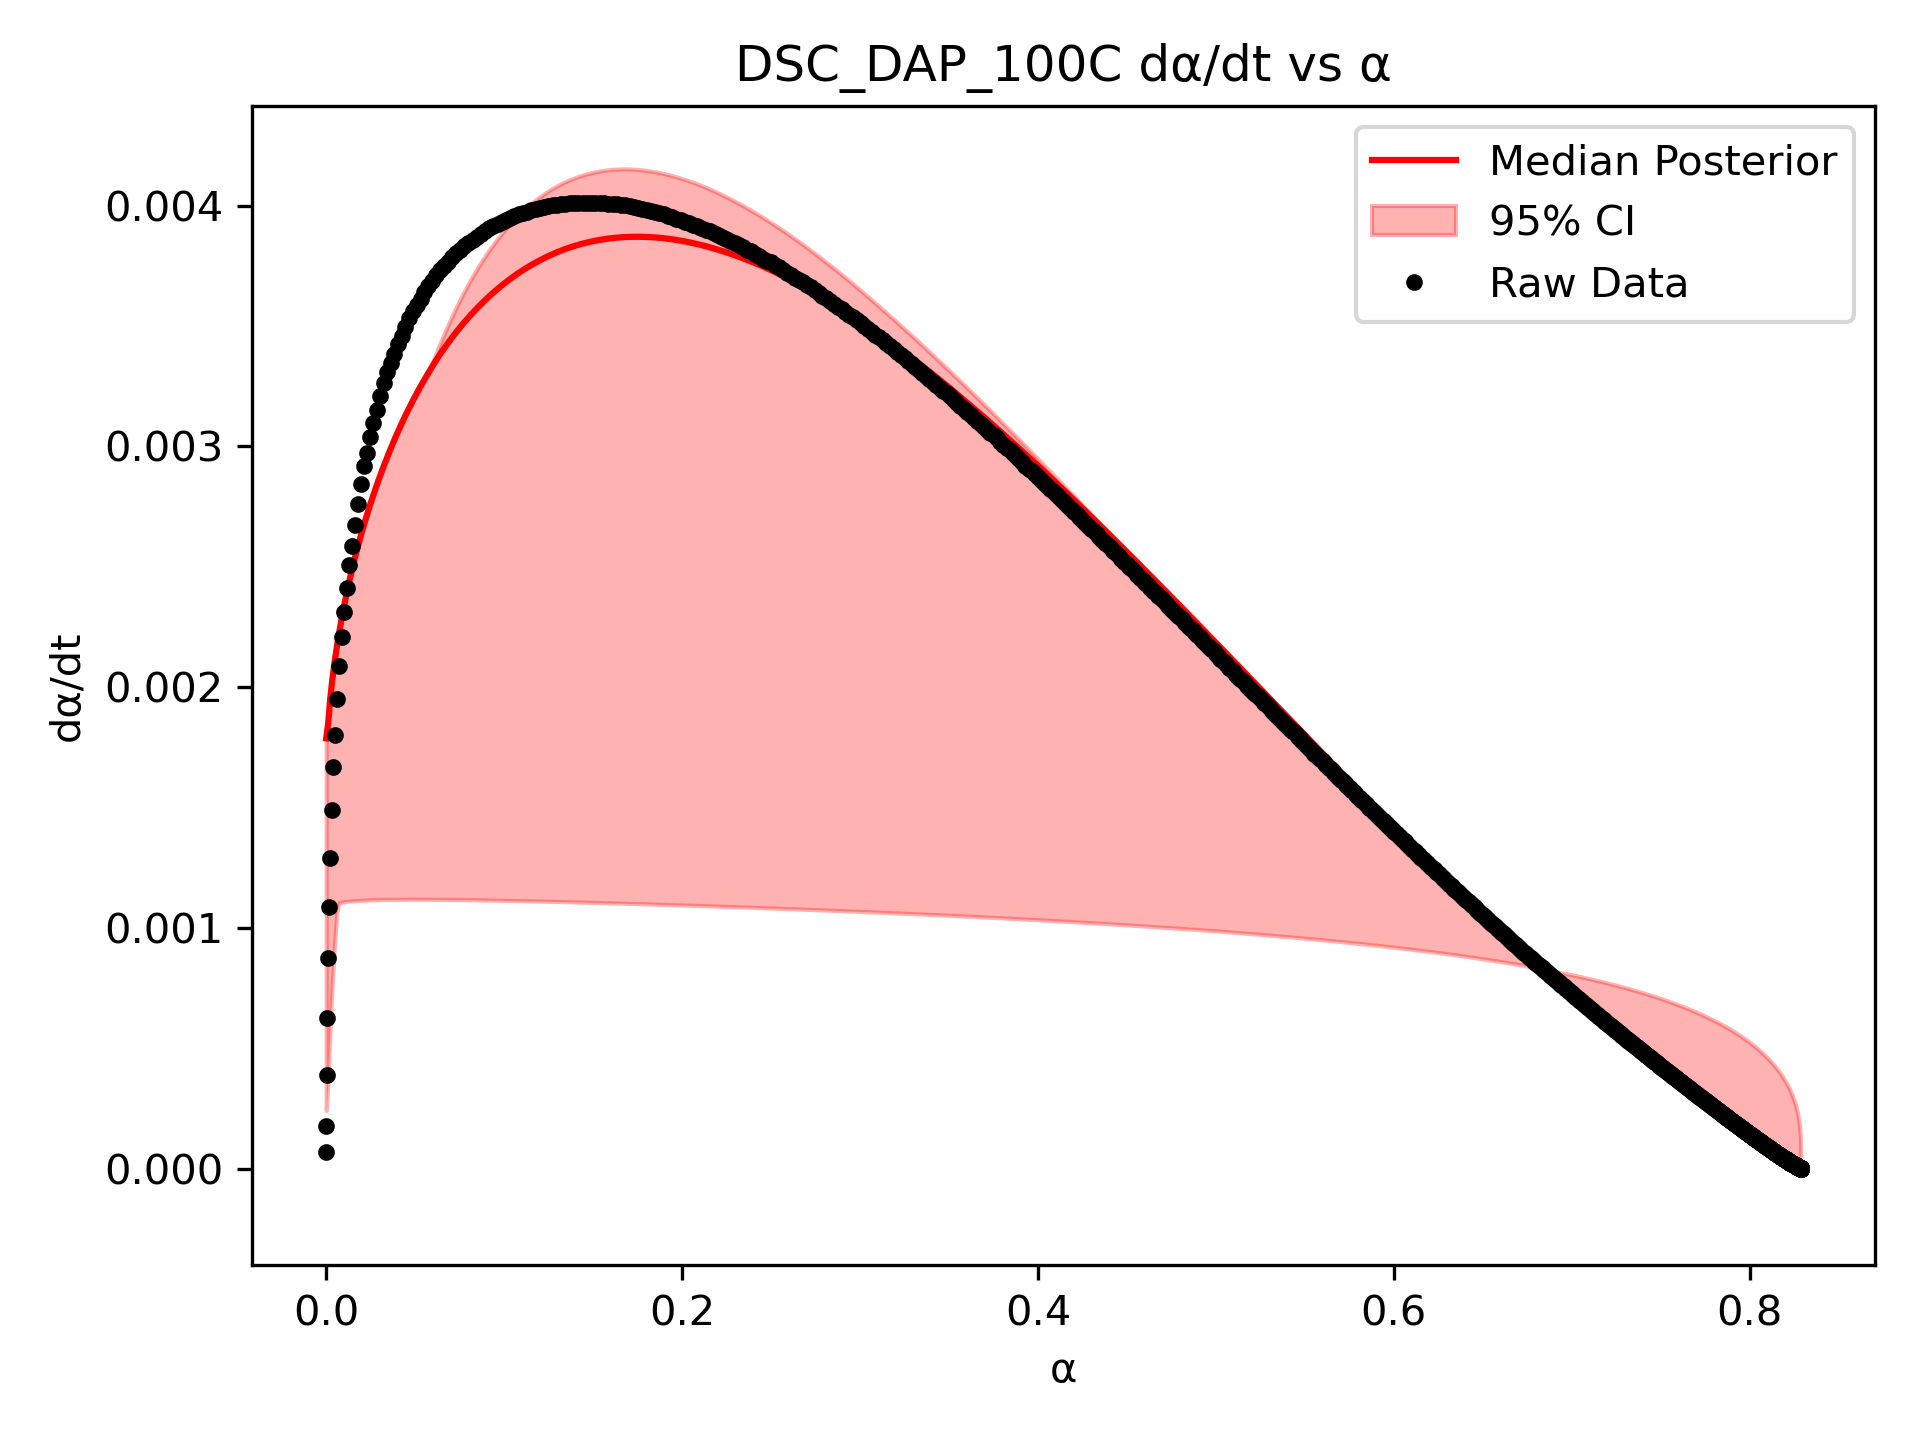 DSC_DAP_100C dα/dt vs α
Median Posterior
95% CI
Raw Data
dα/dt
0.004
0.003
0.002
0.001
0.000
0.0 0.2 0.4 0.6 0.8
α